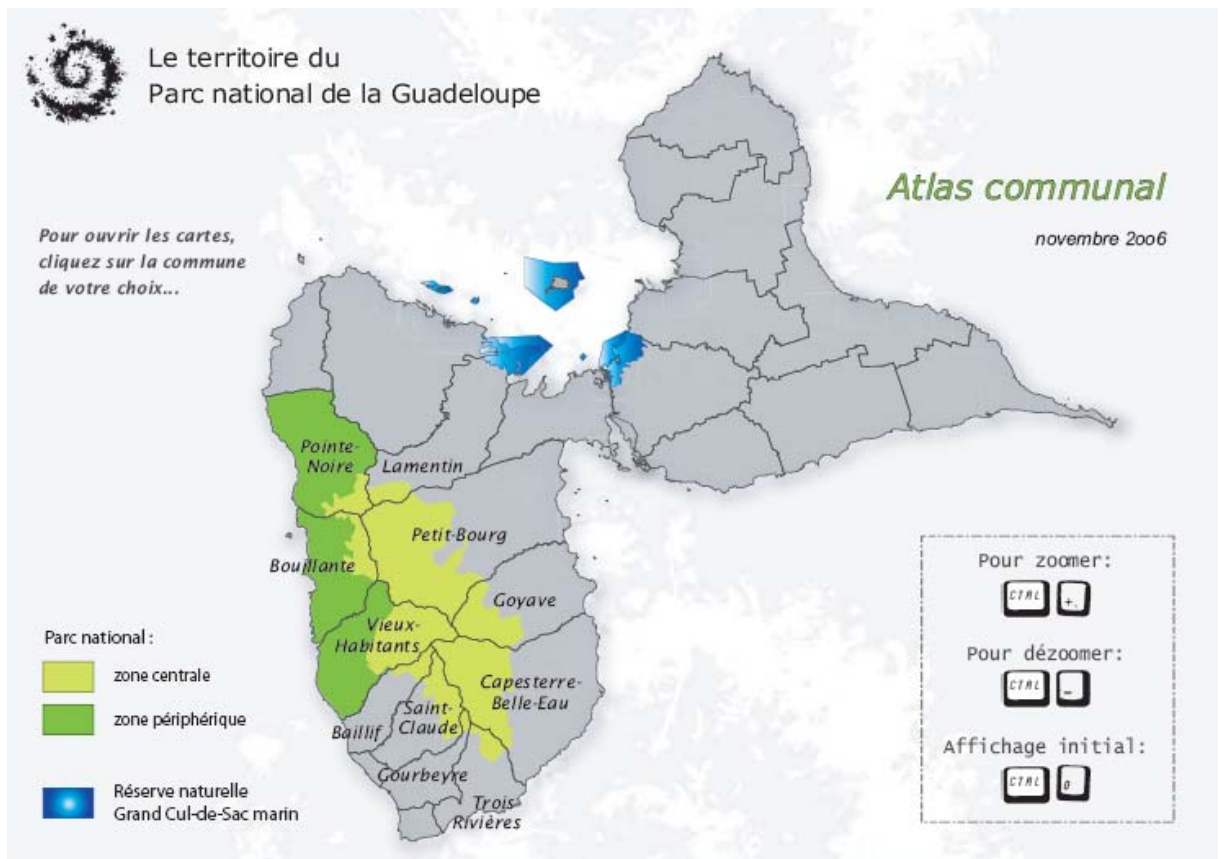 Le territoire du
Parc national de la Guadeloupe
Atlas communal
novembre 2oo6
Pour ouvrir les cartes,
cliquez sur la commune
de votre choix...
Pointe-
Noire
Lamentin
Petit-Bourg
Bouillante
Goyave
Vieux-
Habitants
Capesterre-
Belle-Eau
Saint-
Claude
Baillif
Gourbeyre
Trois
Rivières
Parc national :
zone centrale
zone périphérique
Réserve naturelle
Grand Cul-de-Sac marin
Pour zoomer:
CTRL +.
Pour dézoomer:
CTRL –
Affichage initial:
CTRL 0